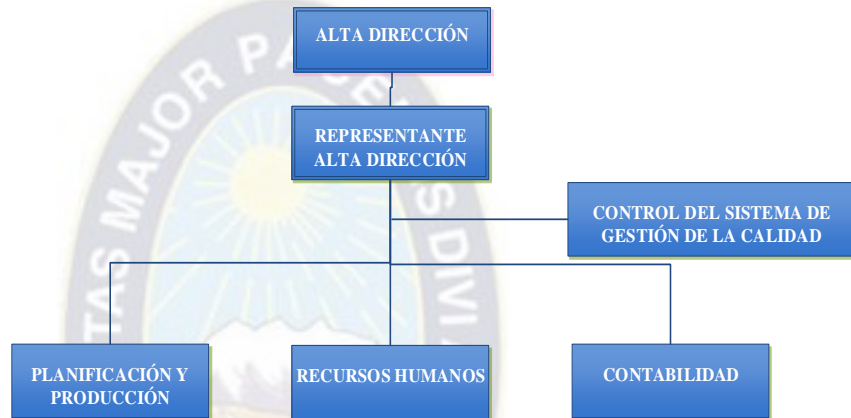 ALTA DIRECCIÓN
REPRESENTANTE
ALTA DIRECCIÓN
CONTROL DEL SISTEMA DE
GESTIÓN DE LA CALIDAD
PLANIFICACIÓN Y
PRODUCCIÓN
RECURSOS HUMANOS
CONTABILIDAD